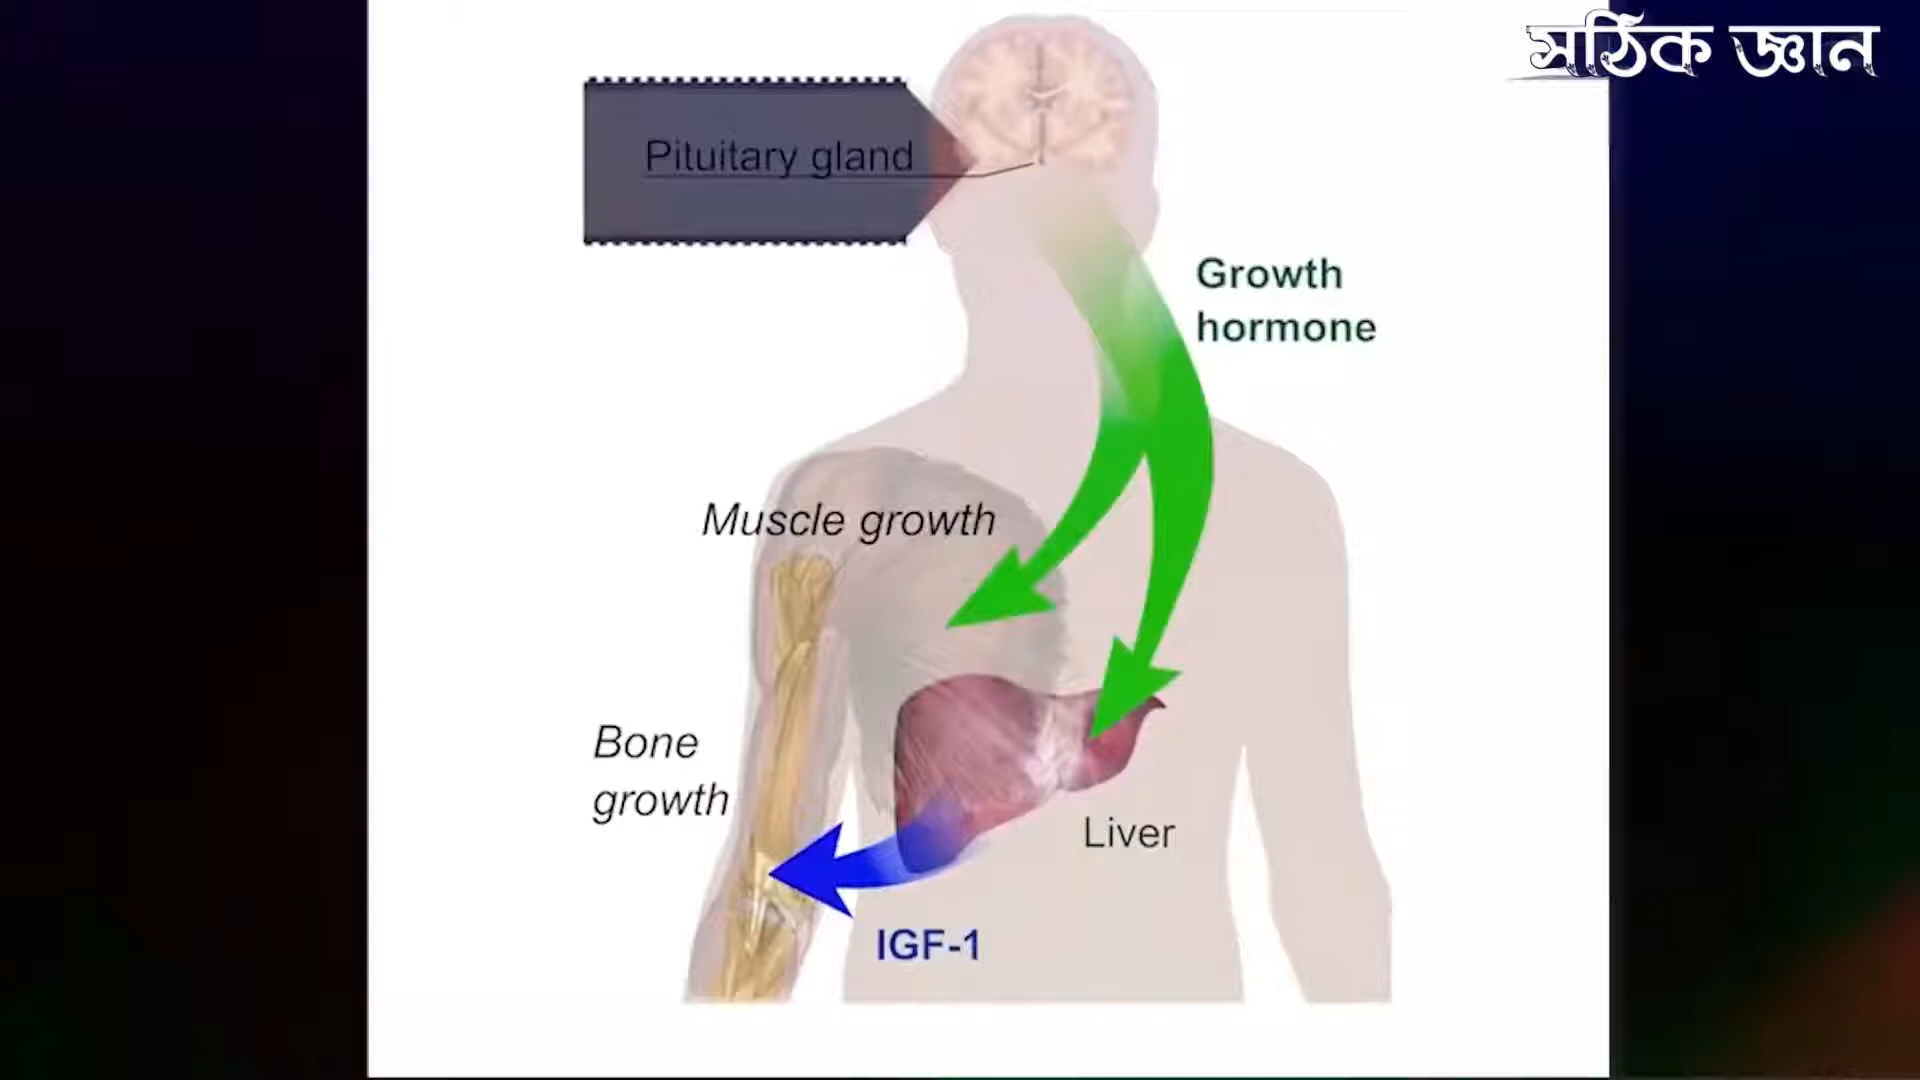 সঠিক জ্ঞান
Pituitary gland
Growth
hormone
Muscle growth
Bone
growth
Liver
IGF-1